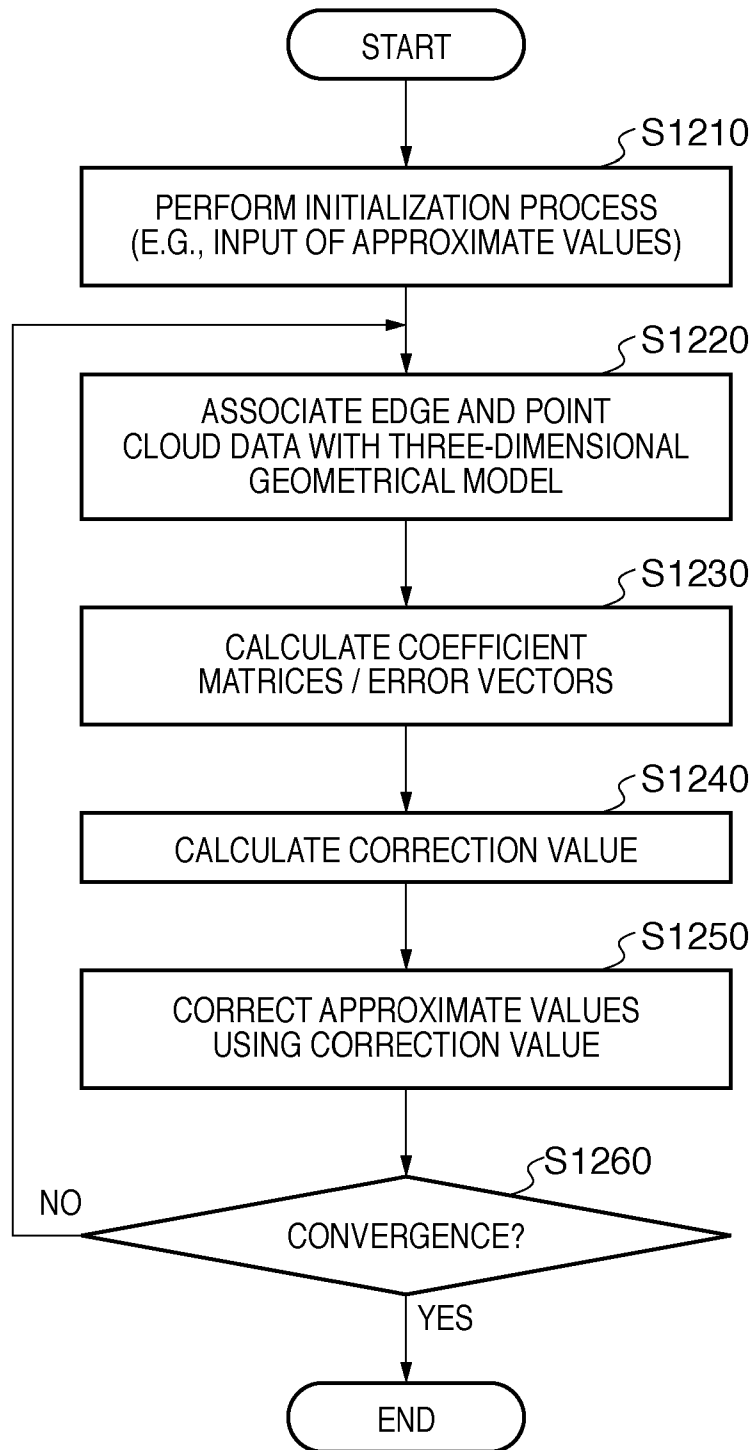 START
S1210
PERFORM INITIALIZATION PROCESS
(E.G., INPUT OF APPROXIMATE VALUES)
S1220
ASSOCIATE EDGE AND POINT
CLOUD DATA WITH THREE-DIMENSIONAL
GEOMETRICAL MODEL
S1230
CALCULATE COEFFICIENT
MATRICES / ERROR VECTORS
S1240
CALCULATE CORRECTION VALUE
S1250
CORRECT APPROXIMATE VALUES
USING CORRECTION VALUE
S1260
NO
CONVERGENCE?
YES
END